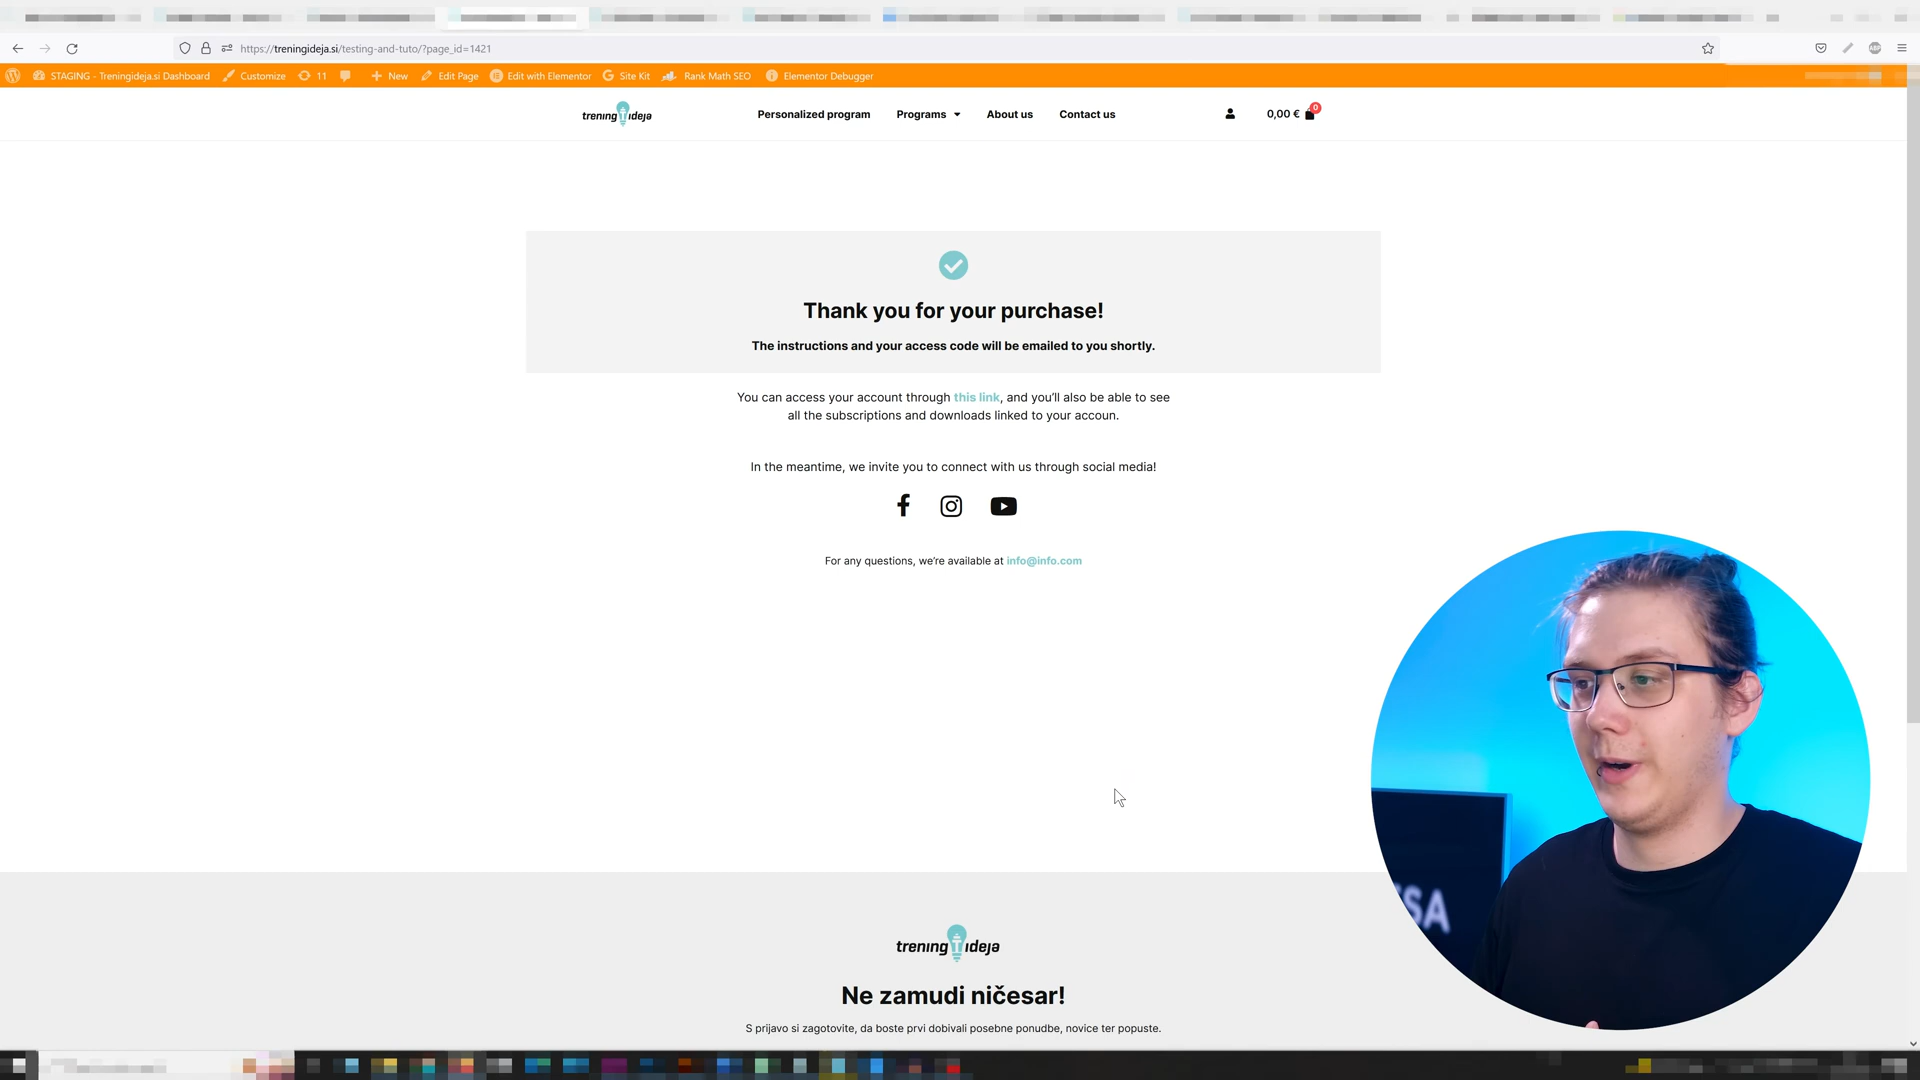 https://treningideja.si/testing-and-tuto/?page_id=1421
STAGING - Treningideja.si Dashboard Customize 11 New Edit Page Edit with Elementor Site Kit Rank Math SEO Elementor Debugger
trening ideja Personalized program Programs About us Contact us 0,00 € 0
Thank you for your purchase!
The instructions and your access code will be emailed to you shortly.
You can access your account through this link, and you'll also be able to see
all the subscriptions and downloads linked to your accoun.
In the meantime, we invite you to connect with us through social media!
For any questions, we're available at info@info.com
SA
trening ideja
Ne zamudi ničesar!
S prijavo si zagotovite, da boste prvi dobivali posebne ponudbe, novice ter popuste.